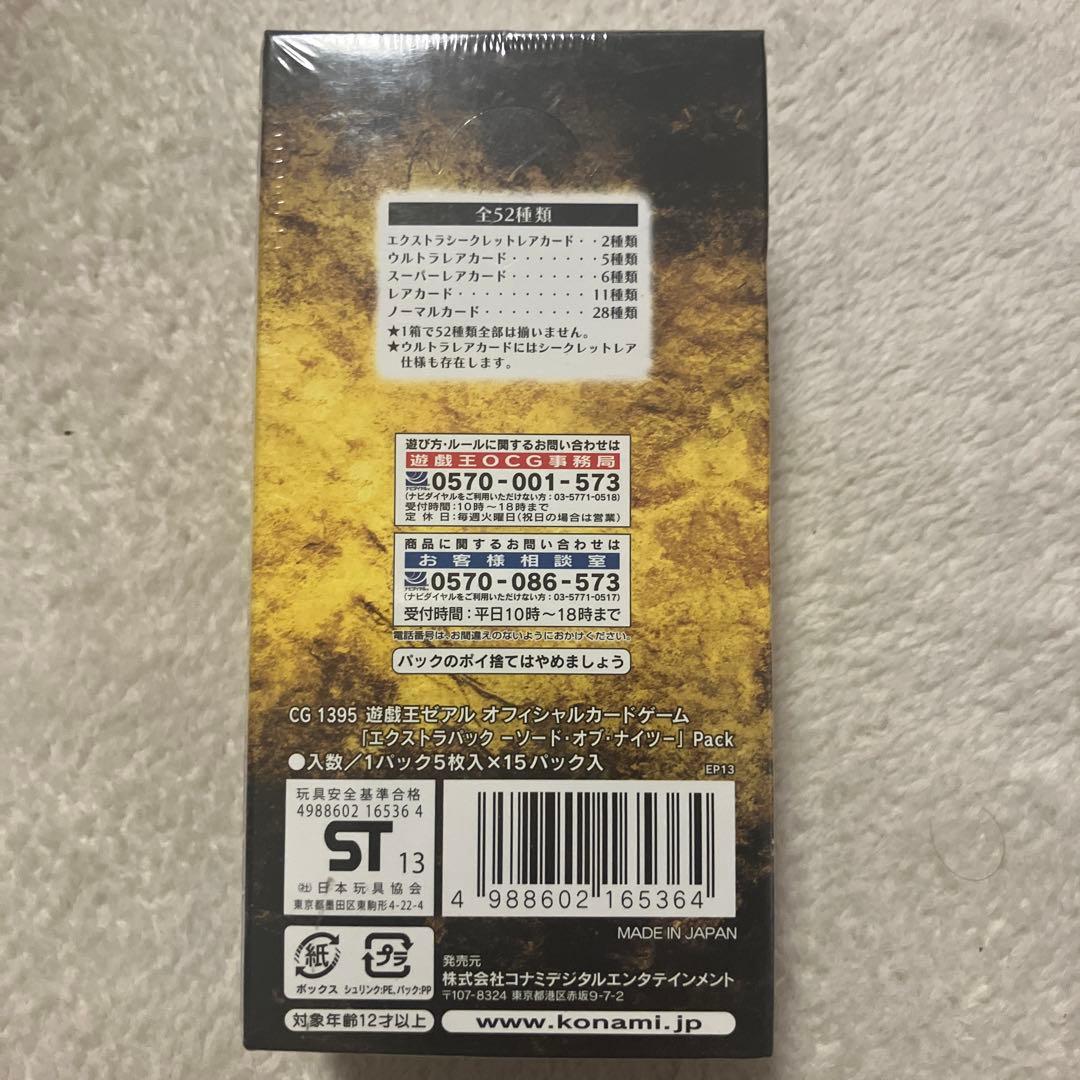 全52種類
エクストラシークレットレアカード・・2種類
ウルトラレアカード・・・・・・・5種類
スーパーレアカード・・・・・・・6種類
レアカード・・・・・・・・・・11種類
ノーマルカード・・・・・・・・28種類
★1箱で52種類全部は揃いません。
★ウルトラレアカードにはシークレットレア
仕様も存在します。
遊び方・ルールに関するお問い合わせは
遊戯王OCG事務局
ナビダイヤル 0570-001-573
(ナビダイヤルをご利用いただけない方：03-5771-0518)
受付時間：10時〜18時まで
定休日：毎週火曜日(祝日の場合は営業)
商品に関するお問い合わせは
お客様相談室
ナビダイヤル 0570-086-573
(ナビダイヤルをご利用いただけない方：03-5771-0517)
受付時間：平日10時〜18時まで
電話番号は、お間違えのないようにおかけください。
パックのポイ捨てはやめましょう
CG 1395 遊戯王ゼアル オフィシャルカードゲーム
「エクストラパック －ソード・オブ・ナイツ－」 Pack
●入数／1パック5枚入×15パック入
EP13
玩具安全基準合格
4988602 16536 4
ST 13
(社)日本玩具協会
東京都墨田区東駒形4-22-4
4 988602 165364
MADE IN JAPAN
紙
ボックス
プラ
シュリンク:PE、パック:PP
発売元
株式会社コナミデジタルエンタテインメント
〒107-8324 東京都港区赤坂9-7-2
対象年齢12才以上
www.konami.jp